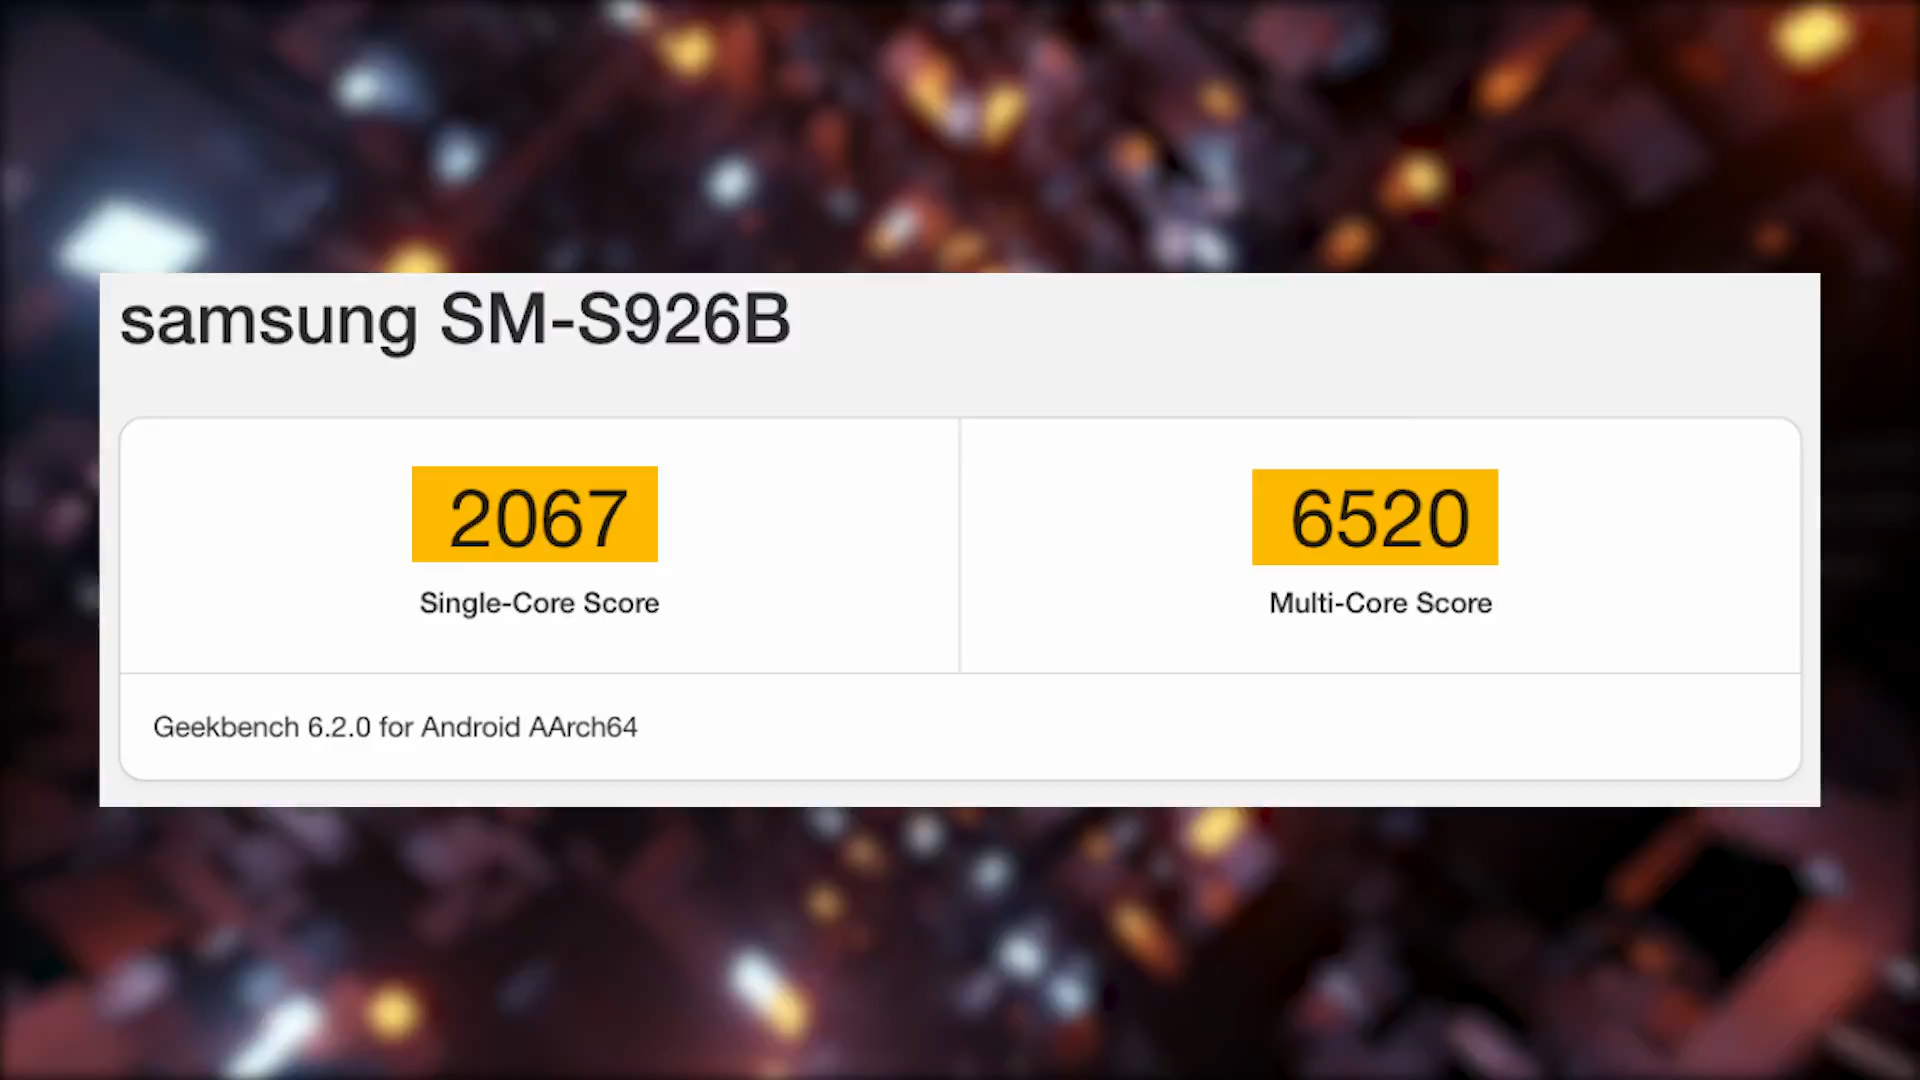 samsung SM-S926B
2067
6520
Single-Core Score
Multi-Core Score
Geekbench 6.2.0 for Android AArch64